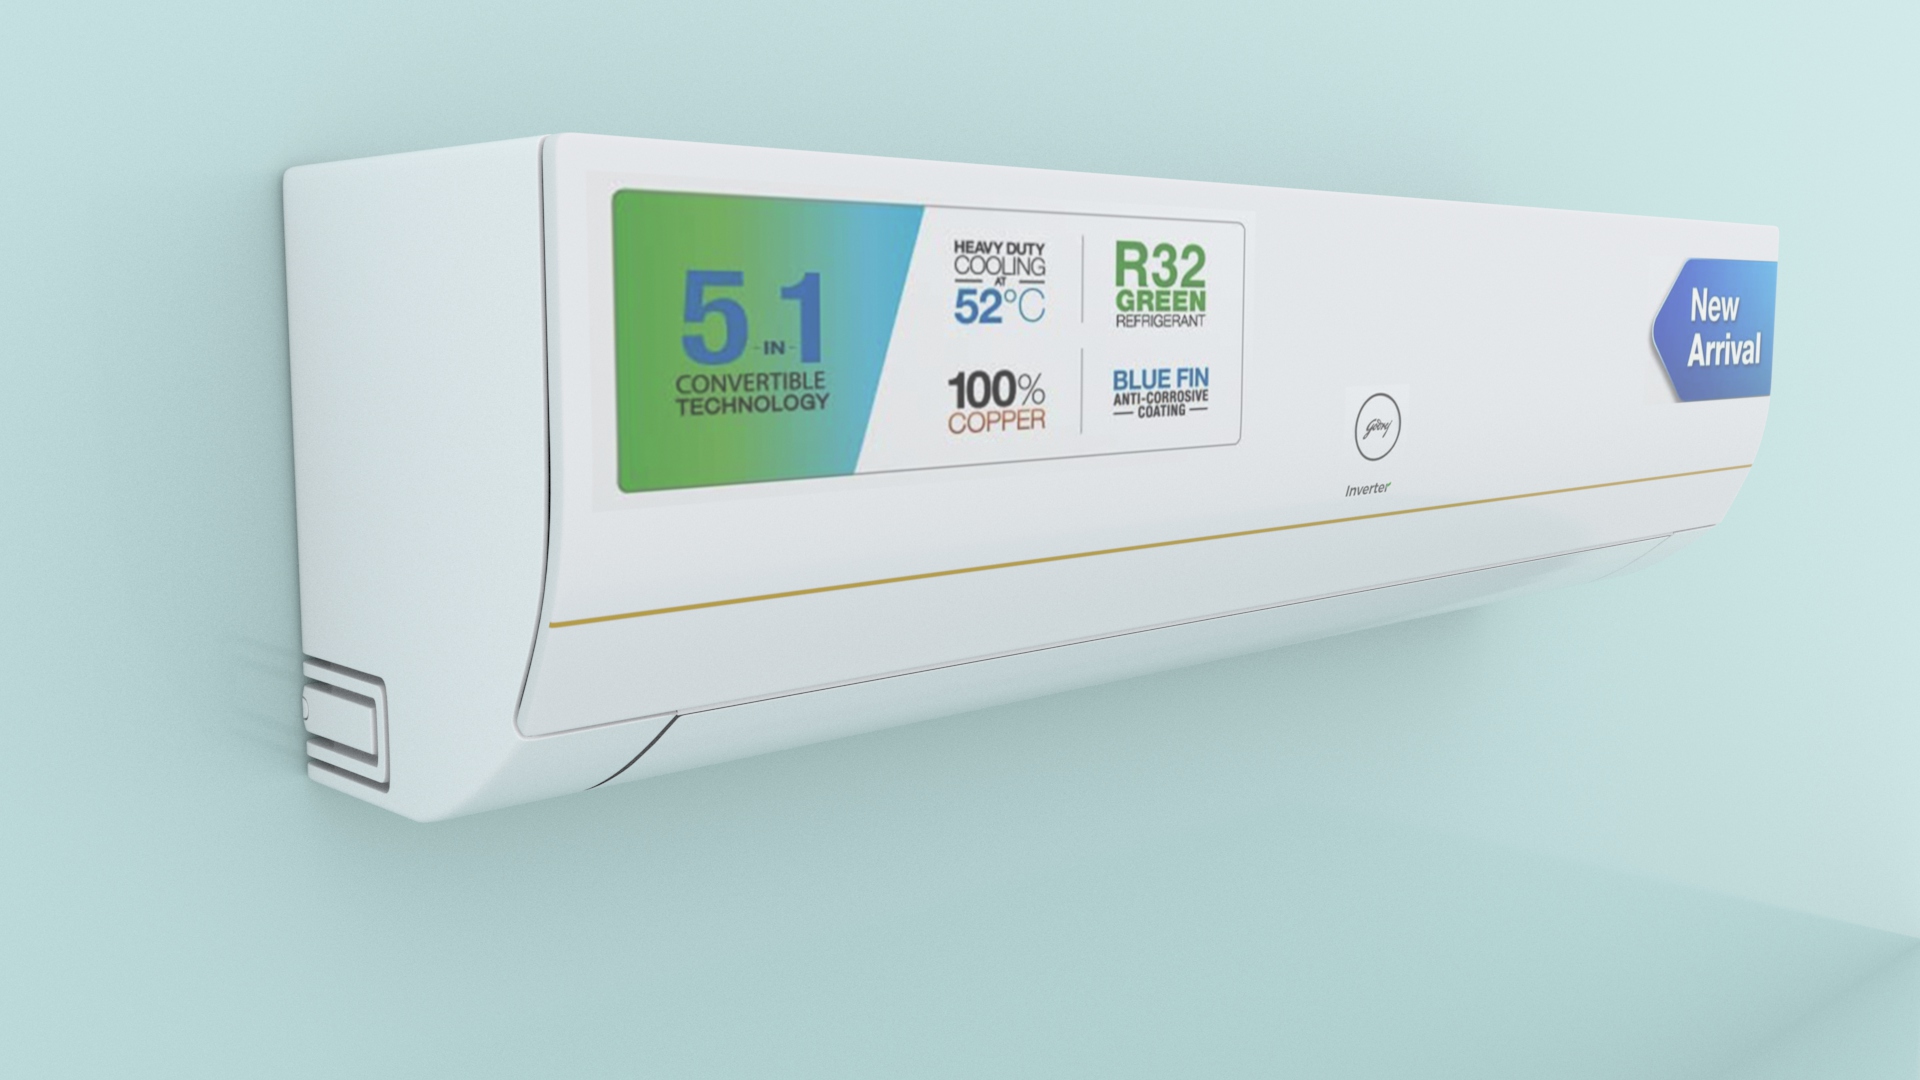 5-IN-1
CONVERTIBLE
TECHNOLOGY
HEAVY DUTY
COOLING
AT
52°C
R32
GREEN
REFRIGERANT
100%
COPPER
BLUE FIN
ANTI-CORROSIVE
COATING
Godrej
Inverter
New
Arrival